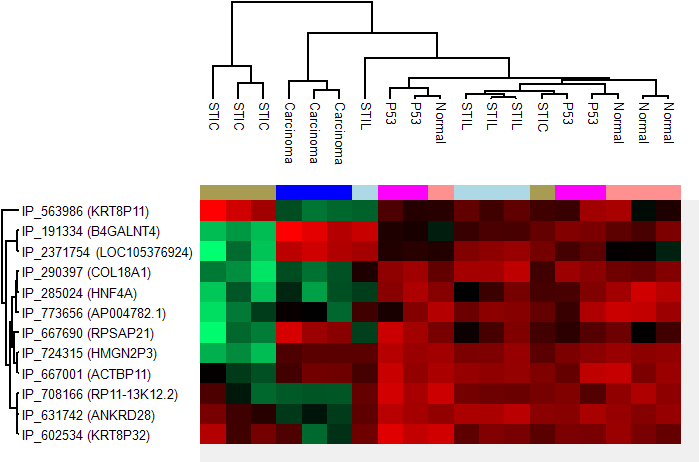 STIC STIC STIC Carcinoma Carcinoma Carcinoma STIL P53 P53 Normal STIL STIL STIL STIC P53 P53 Normal Normal Normal
IP_563986 (KRT8P11)
IP_191334 (B4GALNT4)
IP_2371754 (LOC105376924)
IP_290397 (COL18A1)
IP_285024 (HNF4A)
IP_773656 (AP004782.1)
IP_667690 (RPSAP21)
IP_724315 (HMGN2P3)
IP_667001 (ACTBP11)
IP_708166 (RP11-13K12.2)
IP_631742 (ANKRD28)
IP_602534 (KRT8P32)